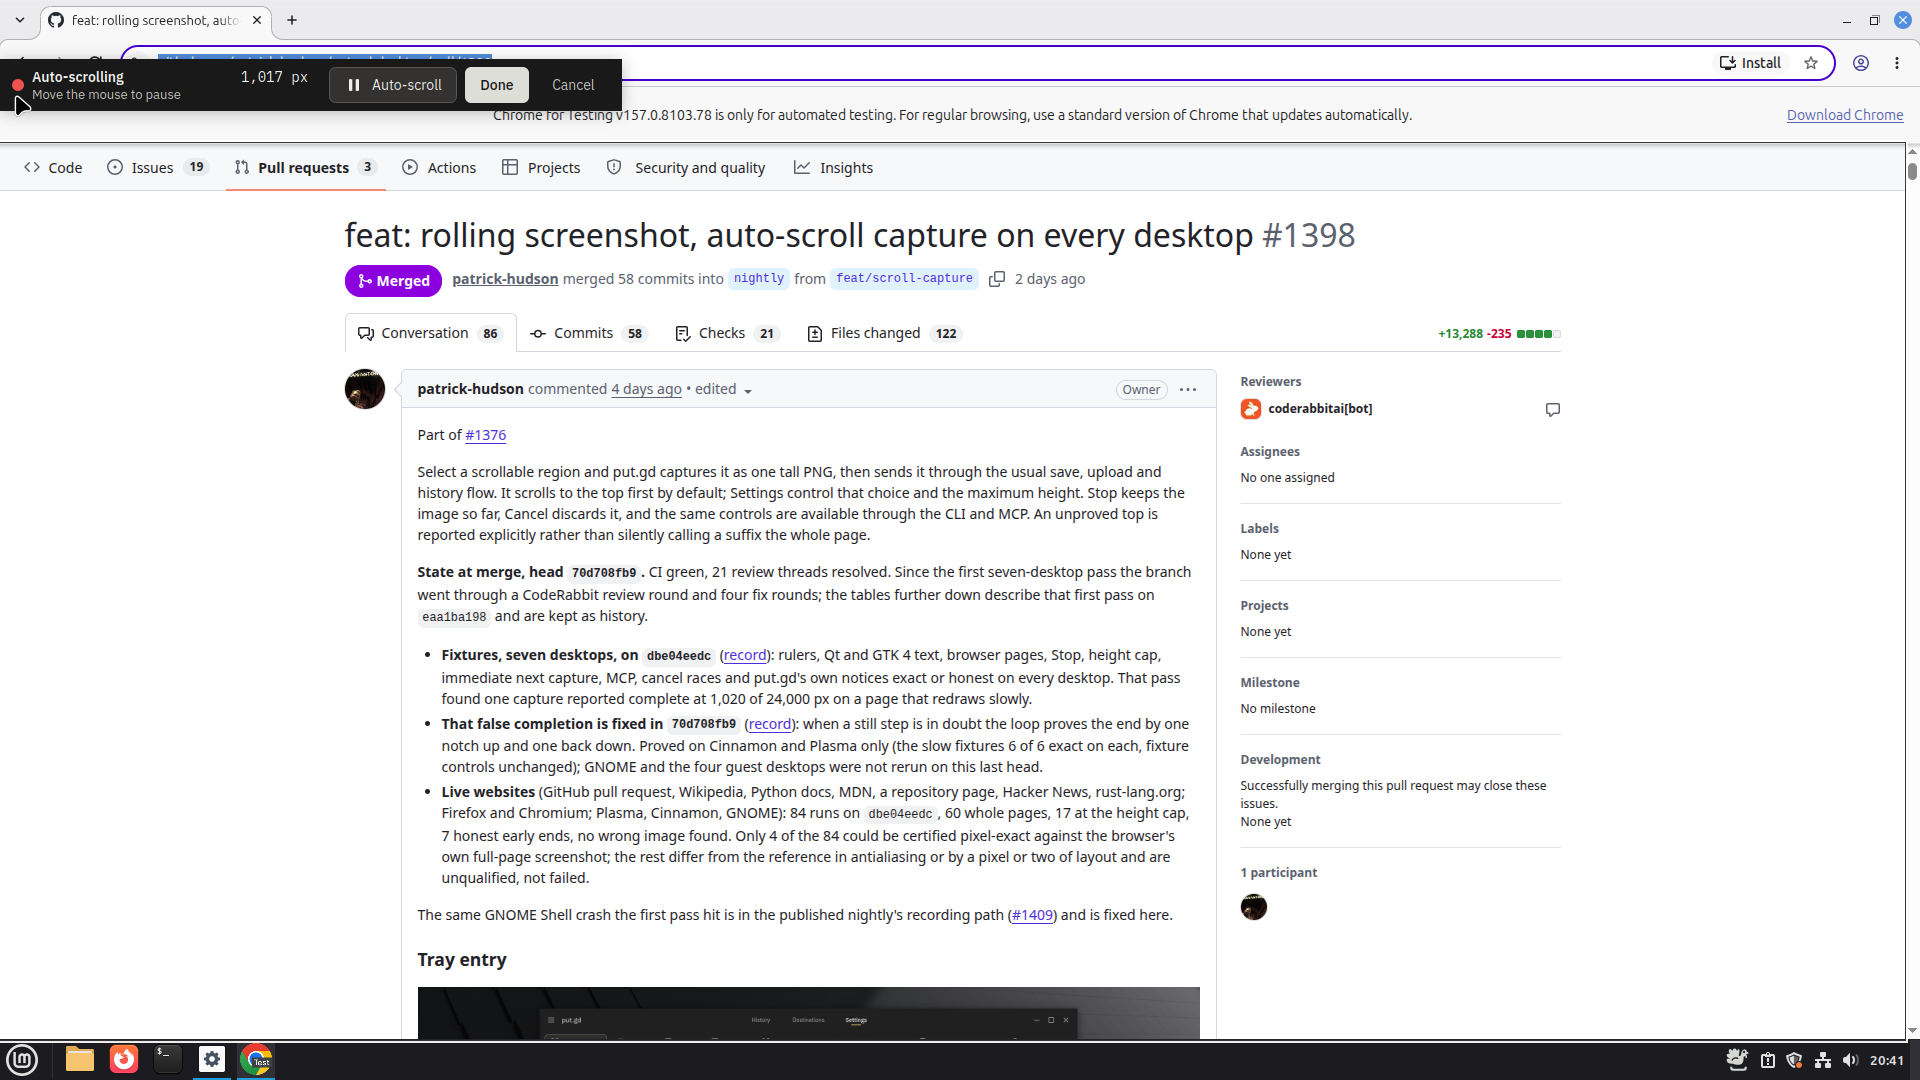 feat: rolling screenshot, auto
Auto-scrolling
Move the mouse to pause
1,017 px
Auto-scroll
Done
Cancel
Install
Chrome for Testing v157.0.8103.78 is only for automated testing. For regular browsing, use a standard version of Chrome that updates automatically.
Download Chrome
Code
Issues 19
Pull requests 3
Actions
Projects
Security and quality
Insights
feat: rolling screenshot, auto-scroll capture on every desktop #1398
Merged
patrick-hudson merged 58 commits into nightly from feat/scroll-capture 2 days ago
Conversation 86
Commits 58
Checks 21
Files changed 122
+13,288 -235
patrick-hudson commented 4 days ago • edited
Owner
Part of #1376
Select a scrollable region and put.gd captures it as one tall PNG, then sends it through the usual save, upload and
history flow. It scrolls to the top first by default; Settings control that choice and the maximum height. Stop keeps the
image so far, Cancel discards it, and the same controls are available through the CLI and MCP. An unproved top is
reported explicitly rather than silently calling a suffix the whole page.
State at merge, head 70d708fb9. CI green, 21 review threads resolved. Since the first seven-desktop pass the branch
went through a CodeRabbit review round and four fix rounds; the tables further down describe that first pass on
eaa1ba198 and are kept as history.
• Fixtures, seven desktops, on dbe04eedc (record): rulers, Qt and GTK 4 text, browser pages, Stop, height cap,
immediate next capture, MCP, cancel races and put.gd's own notices exact or honest on every desktop. That pass
found one capture reported complete at 1,020 of 24,000 px on a page that redraws slowly.
• That false completion is fixed in 70d708fb9 (record): when a still step is in doubt the loop proves the end by one
notch up and one back down. Proved on Cinnamon and Plasma only (the slow fixtures 6 of 6 exact on each, fixture
controls unchanged); GNOME and the four guest desktops were not rerun on this last head.
• Live websites (GitHub pull request, Wikipedia, Python docs, MDN, a repository page, Hacker News, rust-lang.org;
Firefox and Chromium; Plasma, Cinnamon, GNOME): 84 runs on dbe04eedc, 60 whole pages, 17 at the height cap,
7 honest early ends, no wrong image found. Only 4 of the 84 could be certified pixel-exact against the browser's
own full-page screenshot; the rest differ from the reference in antialiasing or by a pixel or two of layout and are
unqualified, not failed.
The same GNOME Shell crash the first pass hit is in the published nightly's recording path (#1409) and is fixed here.
Tray entry
put.gd
History
Destinations
Settings
Reviewers
coderabbitai[bot]
Assignees
No one assigned
Labels
None yet
Projects
None yet
Milestone
No milestone
Development
Successfully merging this pull request may close these
issues.
None yet
1 participant
Test
20:41